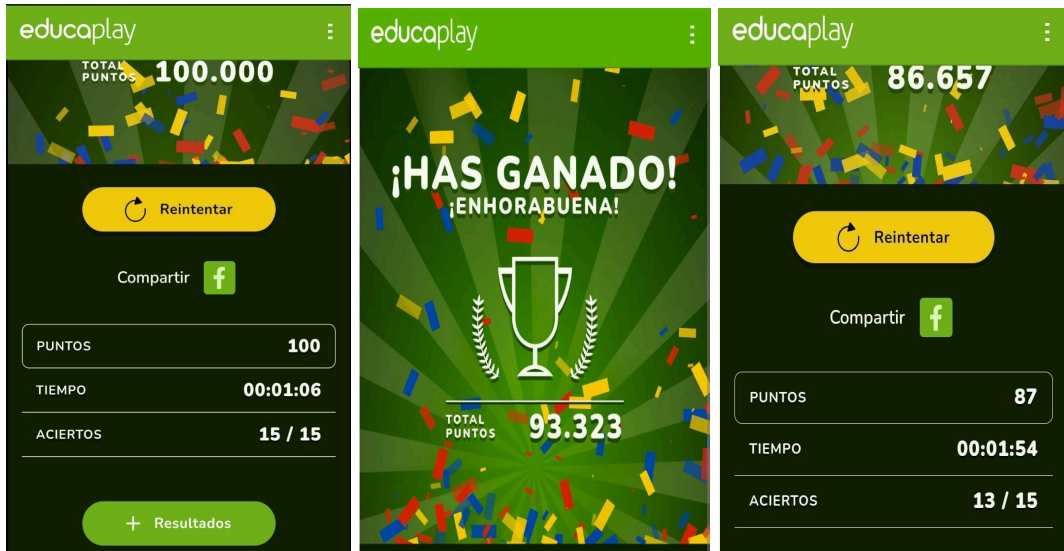 educaplay
TOTAL PUNTOS 100.000
Reintentar
Compartir f
PUNTOS 100
TIEMPO 00:01:06
ACIERTOS 15 / 15
+ Resultados
educaplay
¡HAS GANADO!
¡ENHORABUENA!
TOTAL PUNTOS 93.323
educaplay
TOTAL PUNTOS 86.657
Reintentar
Compartir f
PUNTOS 87
TIEMPO 00:01:54
ACIERTOS 13 / 15